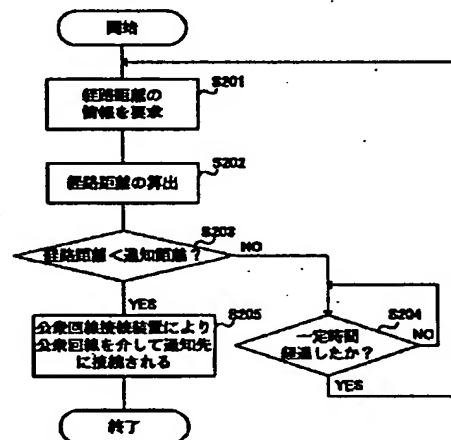 開始
S201
経路距離の
情報を要求
S202
経路距離の算出
S203
経路距離<通知距離?
NO
YES
S205
公衆回線接続装置により
公衆回線を介して通知先
に接続される
S204
一定時間
経過したか?
NO
YES
終了